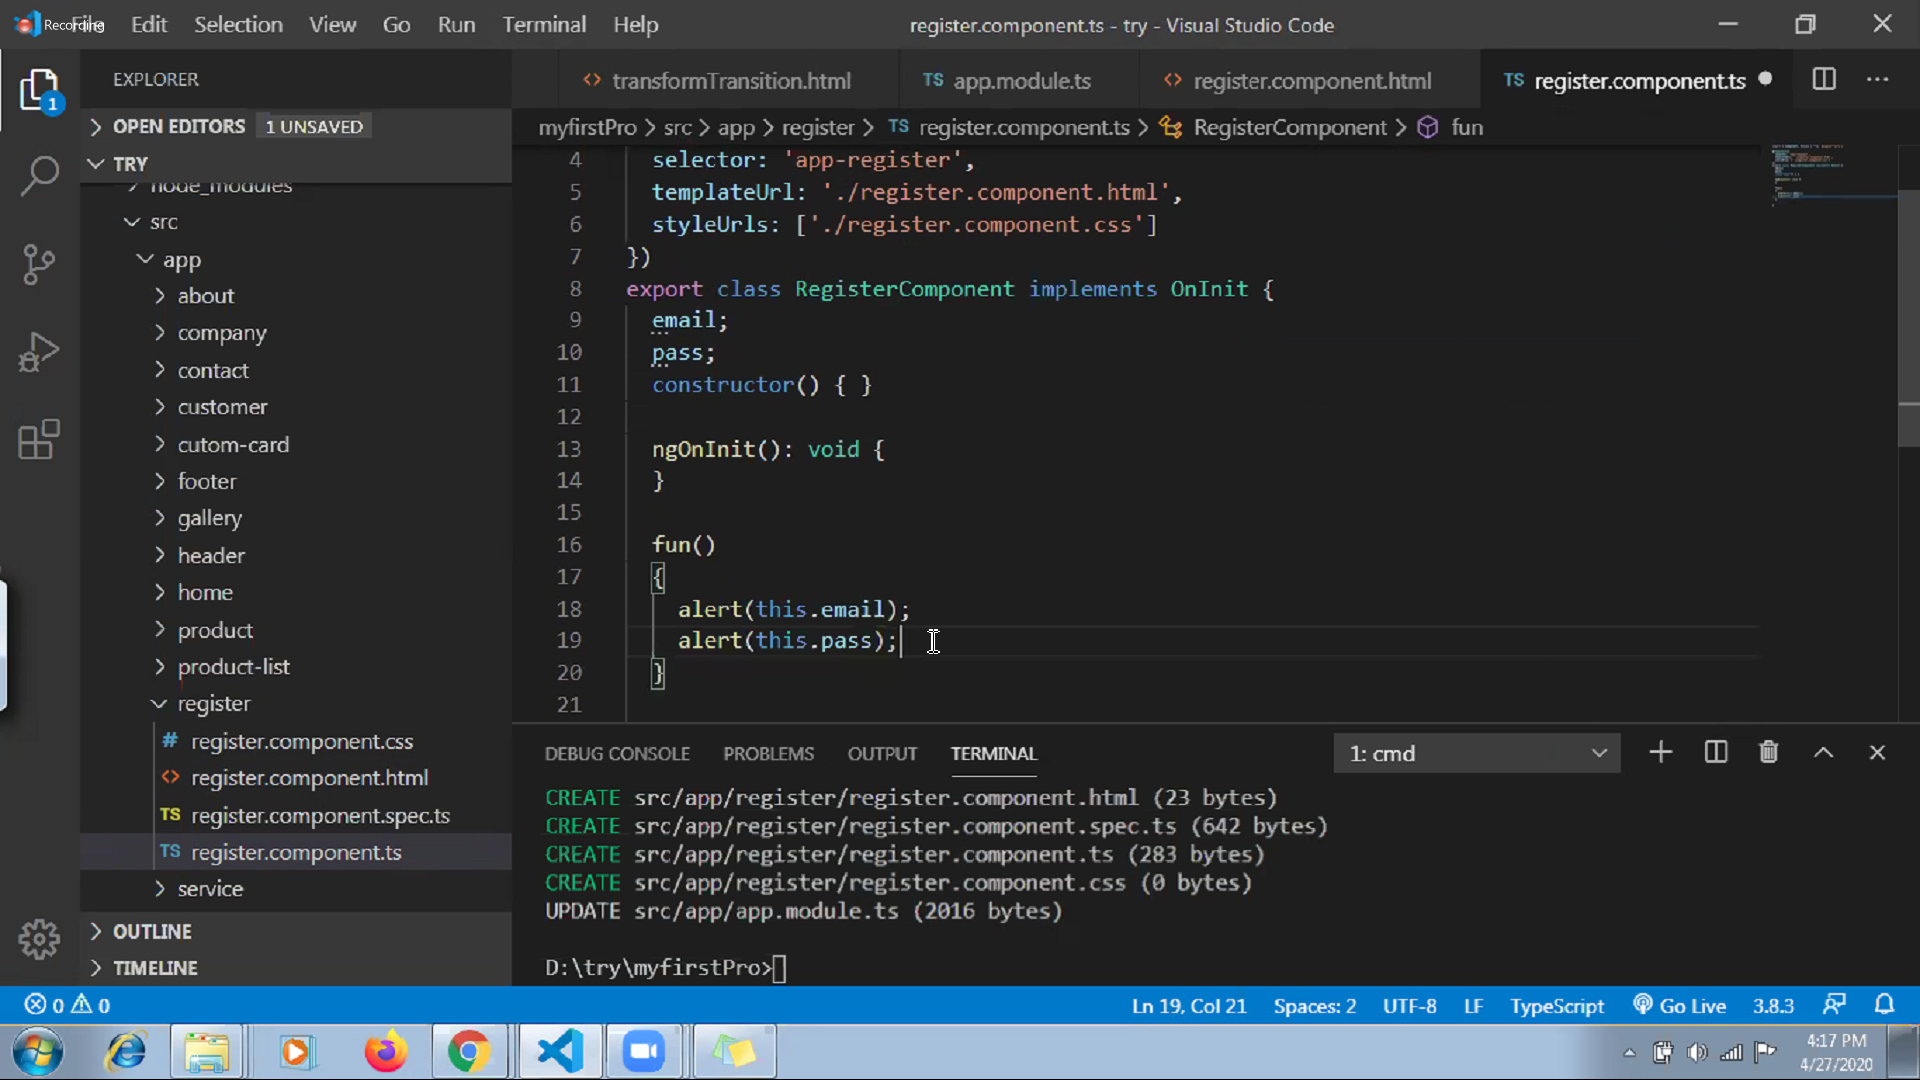 Recording
File Edit Selection View Go Run Terminal Help
register.component.ts - try - Visual Studio Code
EXPLORER
transformTransition.html
TS app.module.ts
register.component.html
TS register.component.ts
1
OPEN EDITORS 1 UNSAVED
myfirstPro > src > app > register > TS register.component.ts > RegisterComponent > fun
TRY
node_modules
src
app
about
company
contact
customer
cutom-card
footer
gallery
header
home
product
product-list
register
# register.component.css
register.component.html
TS register.component.spec.ts
TS register.component.ts
service
OUTLINE
TIMELINE
4 selector: 'app-register',
5 templateUrl: './register.component.html',
6 styleUrls: ['./register.component.css']
7 })
8 export class RegisterComponent implements OnInit {
9 email;
10 pass;
11 constructor() { }
12
13 ngOnInit(): void {
14 }
15
16 fun()
17 {
18 alert(this.email);
19 alert(this.pass);
20 }
21
DEBUG CONSOLE PROBLEMS OUTPUT TERMINAL 1: cmd
CREATE src/app/register/register.component.html (23 bytes)
CREATE src/app/register/register.component.spec.ts (642 bytes)
CREATE src/app/register/register.component.ts (283 bytes)
CREATE src/app/register/register.component.css (0 bytes)
UPDATE src/app/app.module.ts (2016 bytes)
D:\try\myfirstPro>
0 0 Ln 19, Col 21 Spaces: 2 UTF-8 LF TypeScript Go Live 3.8.3
4:17 PM
4/27/2020